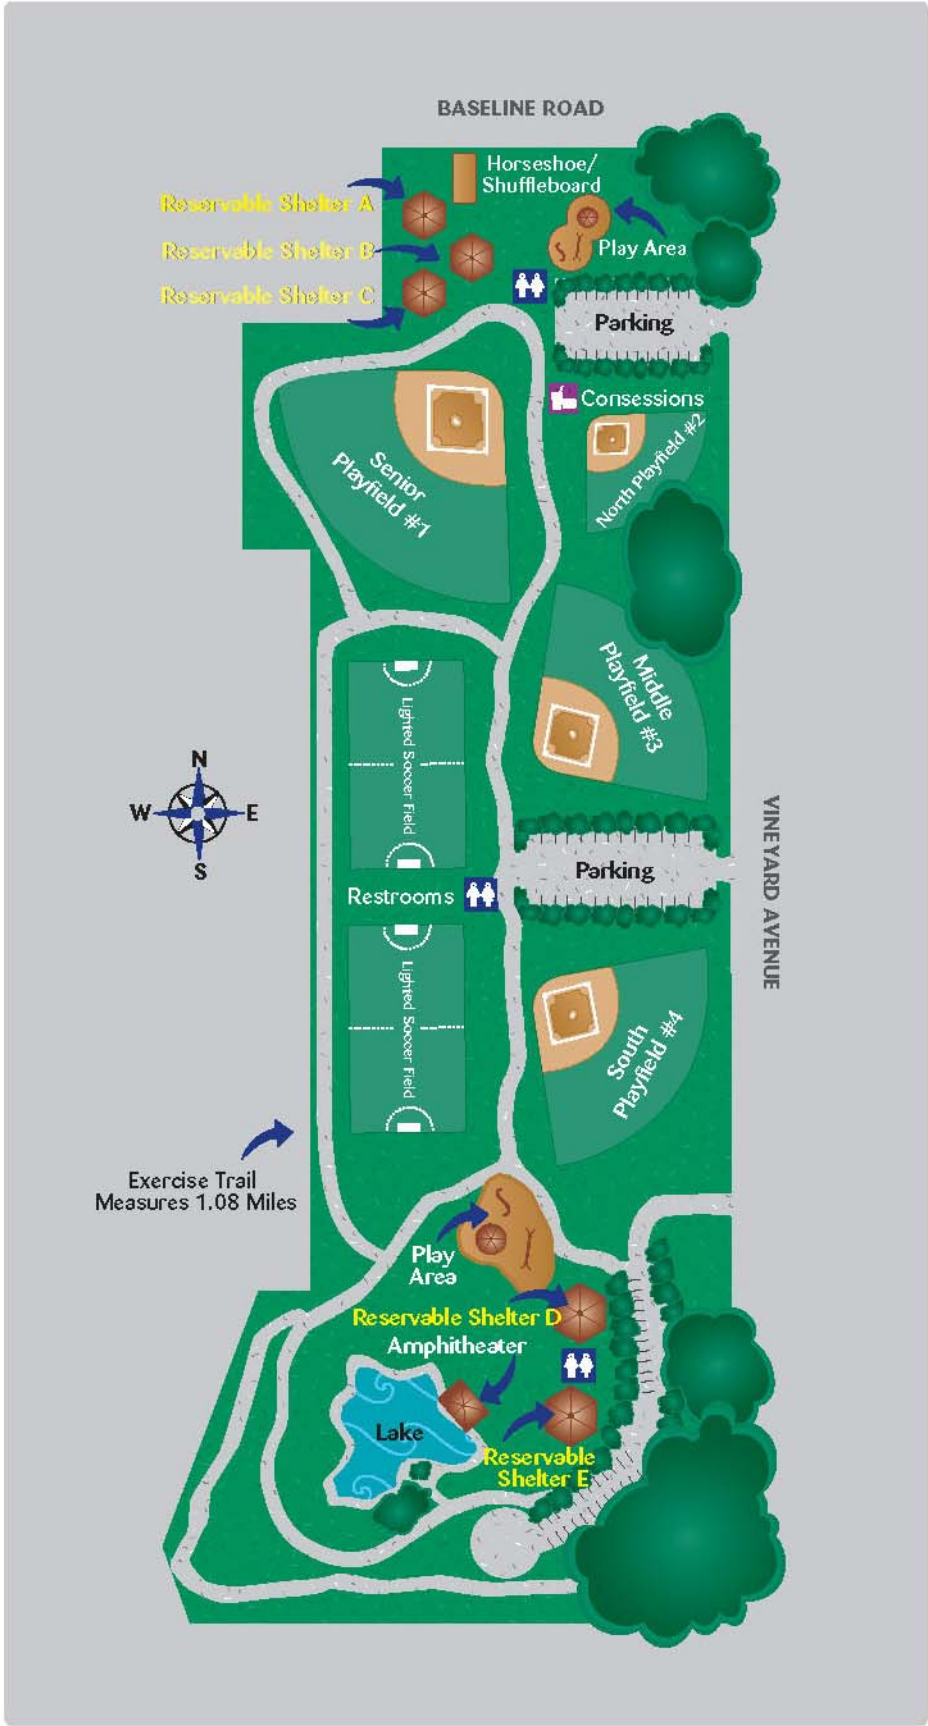 BASELINE ROAD
Horseshoe/
Shuffleboard
Reservable Shelter A
Play Area
Reservable Shelter B
Reservable Shelter C
Parking
Consessions
North Playfield #2
Senior
Playfield #1
Middle
Playfield #3
Lighted Soccer Field
N
W
E
S
VINEYARD AVENUE
Parking
Restrooms
Lighted Soccer Field
South
Playfield #4
Exercise Trail
Measures 1.08 Miles
Play
Area
Reservable Shelter D
Amphitheater
Lake
Reservable
Shelter E